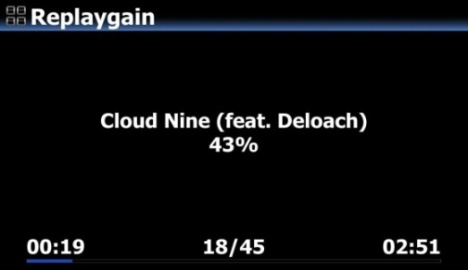 Replaygain
Cloud Nine (feat. Deloach)
43%
00:19 18/45 02:51